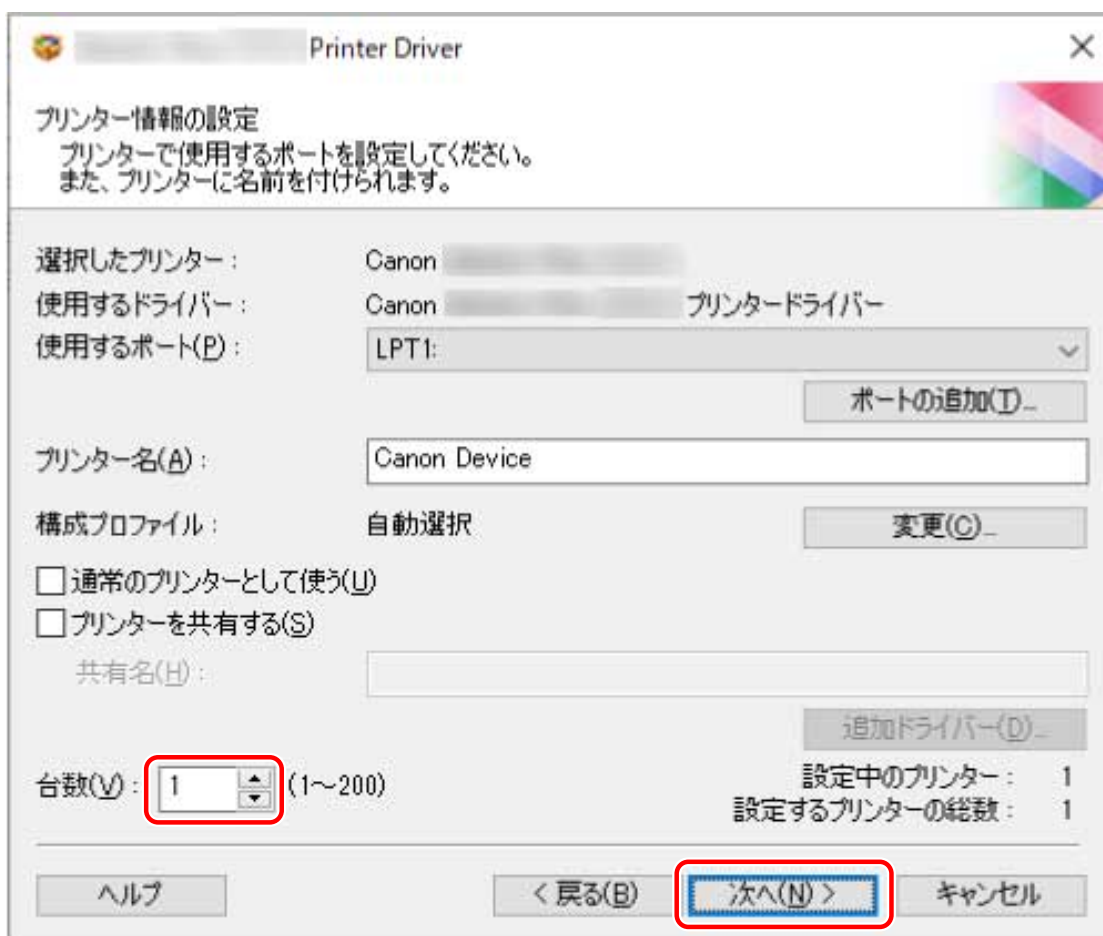 Printer Driver
プリンター情報の設定
プリンターで使用するポートを設定してください。
また、プリンターに名前を付けられます。
選択したプリンター： Canon
使用するドライバー： Canon プリンタードライバー
使用するポート(P)： LPT1:
ポートの追加(T)...
プリンター名(A)： Canon Device
構成プロファイル： 自動選択 変更(C)...
通常のプリンターとして使う(U)
プリンターを共有する(S)
共有名(H)：
追加ドライバー(D)...
台数(V)： 1 (1～200) 設定中のプリンター： 1
設定するプリンターの総数： 1
ヘルプ < 戻る(B) 次へ(N) > キャンセル